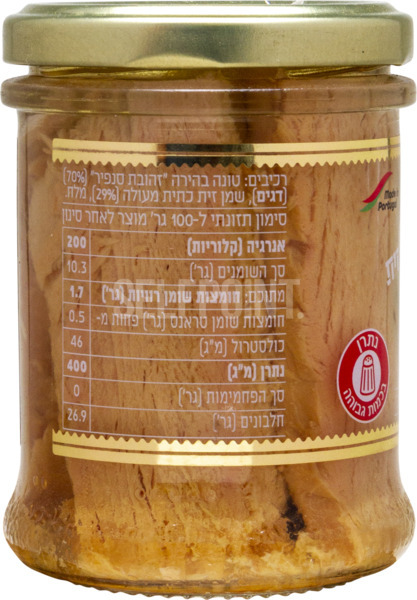 רכיבים: טונה בהירה "זהובת סנפיר" (70%)
(דגים), שמן זית כתית מעולה (29%), מלח.
סימון תזונתי ל-100 גר' מוצר לאחר סינון
אנרגיה (קלוריות) 200
סך השומנים (גר') 10.3
מתוכם: חומצות שומן רוויות (גר') 1.7
חומצות שומן טראנס (גר') פחות מ- 0.5
כולסטרול (מ"ג) 46
נתרן (מ"ג) 400
סך הפחמימות (גר') 0
חלבונים (גר') 26.9
Portugal
נתרן
בכמות גבוהה